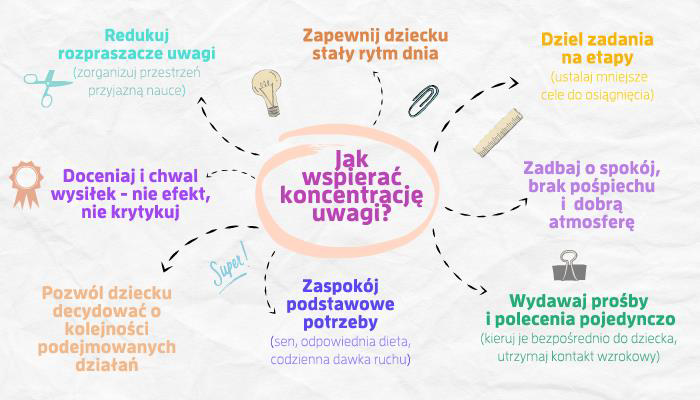 Jak
wspierać
koncentrację
uwagi?
Redukuj
rozpraszacze uwagi
(zorganizuj przestrzeń
przyjazną nauce)
Zapewnij dziecku
stały rytm dnia
Dziel zadania
na etapy
(ustalaj mniejsze
cele do osiągnięcia)
Zadbaj o spokój,
brak pośpiechu
i dobrą
atmosferę
Wydawaj prośby
i polecenia pojedynczo
(kieruj je bezpośrednio do dziecka,
utrzymaj kontakt wzrokowy)
Zaspokój
podstawowe
potrzeby
(sen, odpowiednia dieta,
codzienna dawka ruchu)
Super!
Pozwól dziecku
decydować o
kolejności
podejmowanych
działań
Doceniaj i chwal
wysiłek - nie efekt,
nie krytykuj